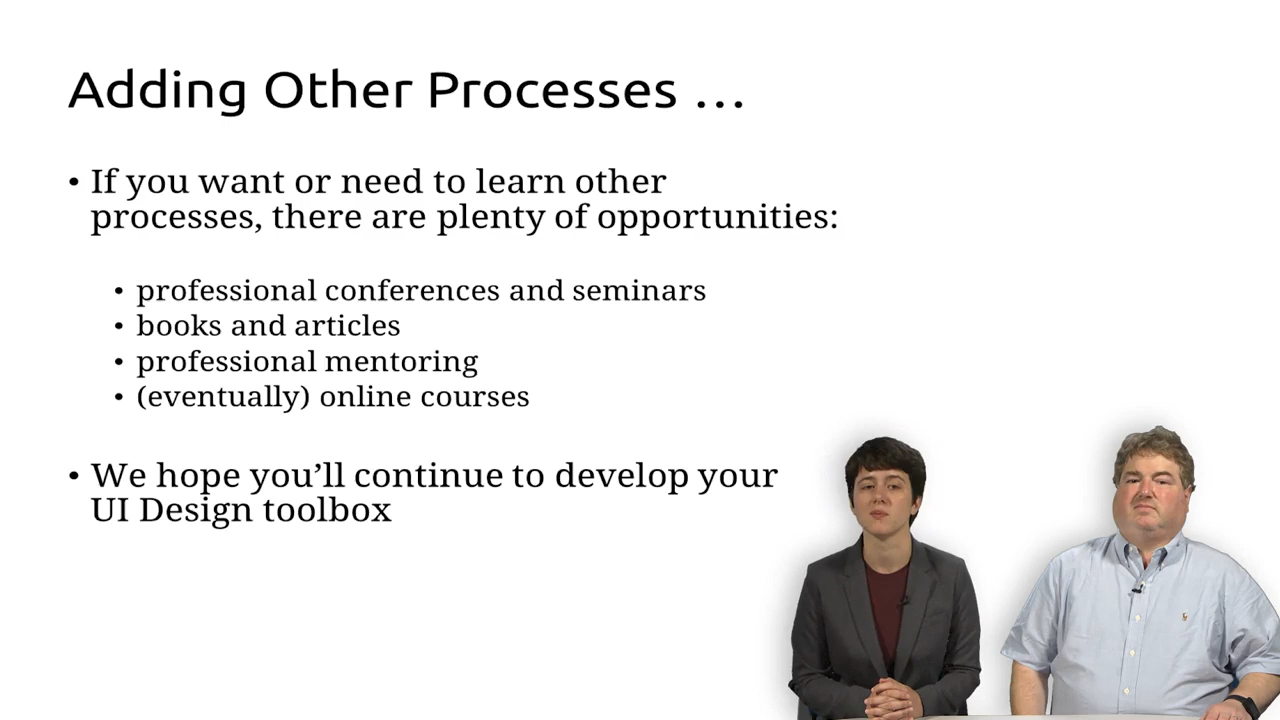 Adding Other Processes …
• If you want or need to learn other
processes, there are plenty of opportunities:
• professional conferences and seminars
• books and articles
• professional mentoring
• (eventually) online courses
• We hope you’ll continue to develop your
UI Design toolbox